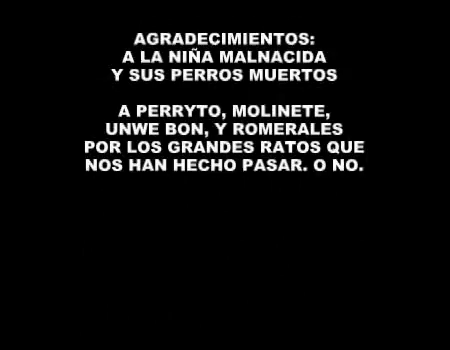 AGRADECIMIENTOS:
A LA NIÑA MALNACIDA
Y SUS PERROS MUERTOS
A PERRYTO, MOLINETE,
UNWE BON, Y ROMERALES
POR LOS GRANDES RATOS QUE
NOS HAN HECHO PASAR. O NO.